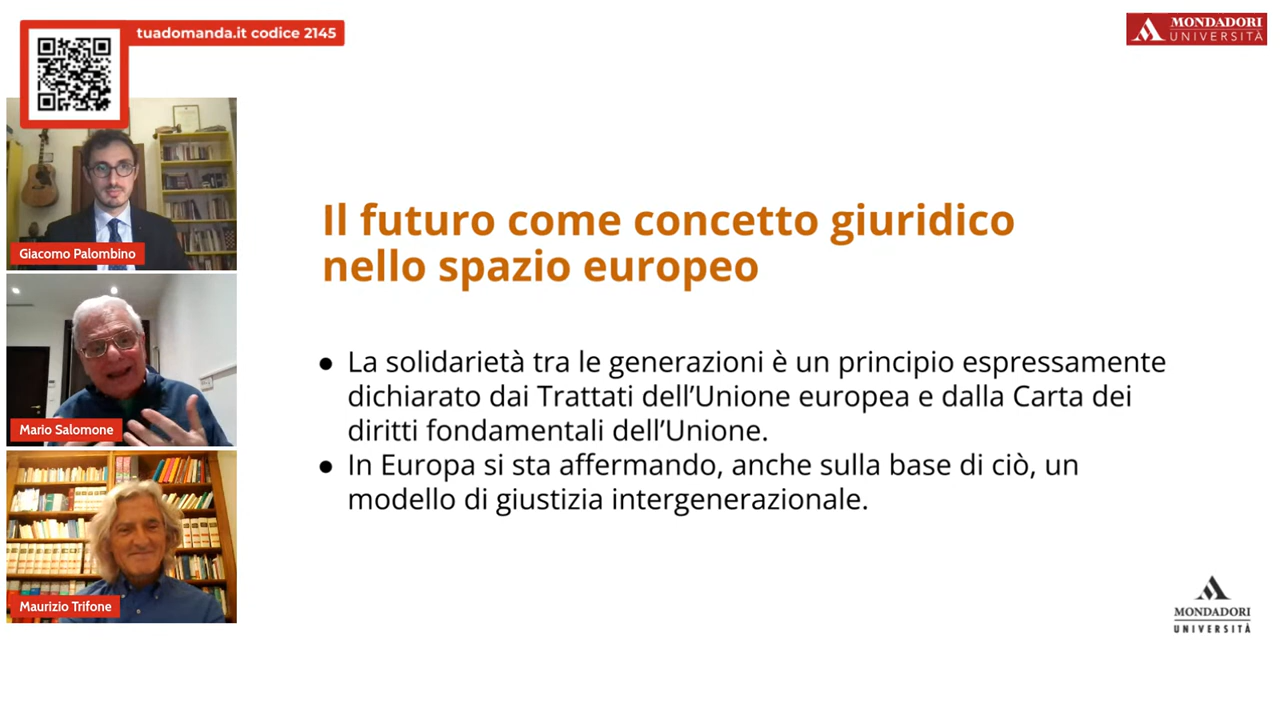 tuadomanda.it codice 2145
MONDADORI
UNIVERSITÀ
Giacomo Palombino
Mario Salomone
Maurizio Trifone
Il futuro come concetto giuridico
nello spazio europeo
● La solidarietà tra le generazioni è un principio espressamente
dichiarato dai Trattati dell’Unione europea e dalla Carta dei
diritti fondamentali dell’Unione.
● In Europa si sta affermando, anche sulla base di ciò, un
modello di giustizia intergenerazionale.
MONDADORI
UNIVERSITÀ